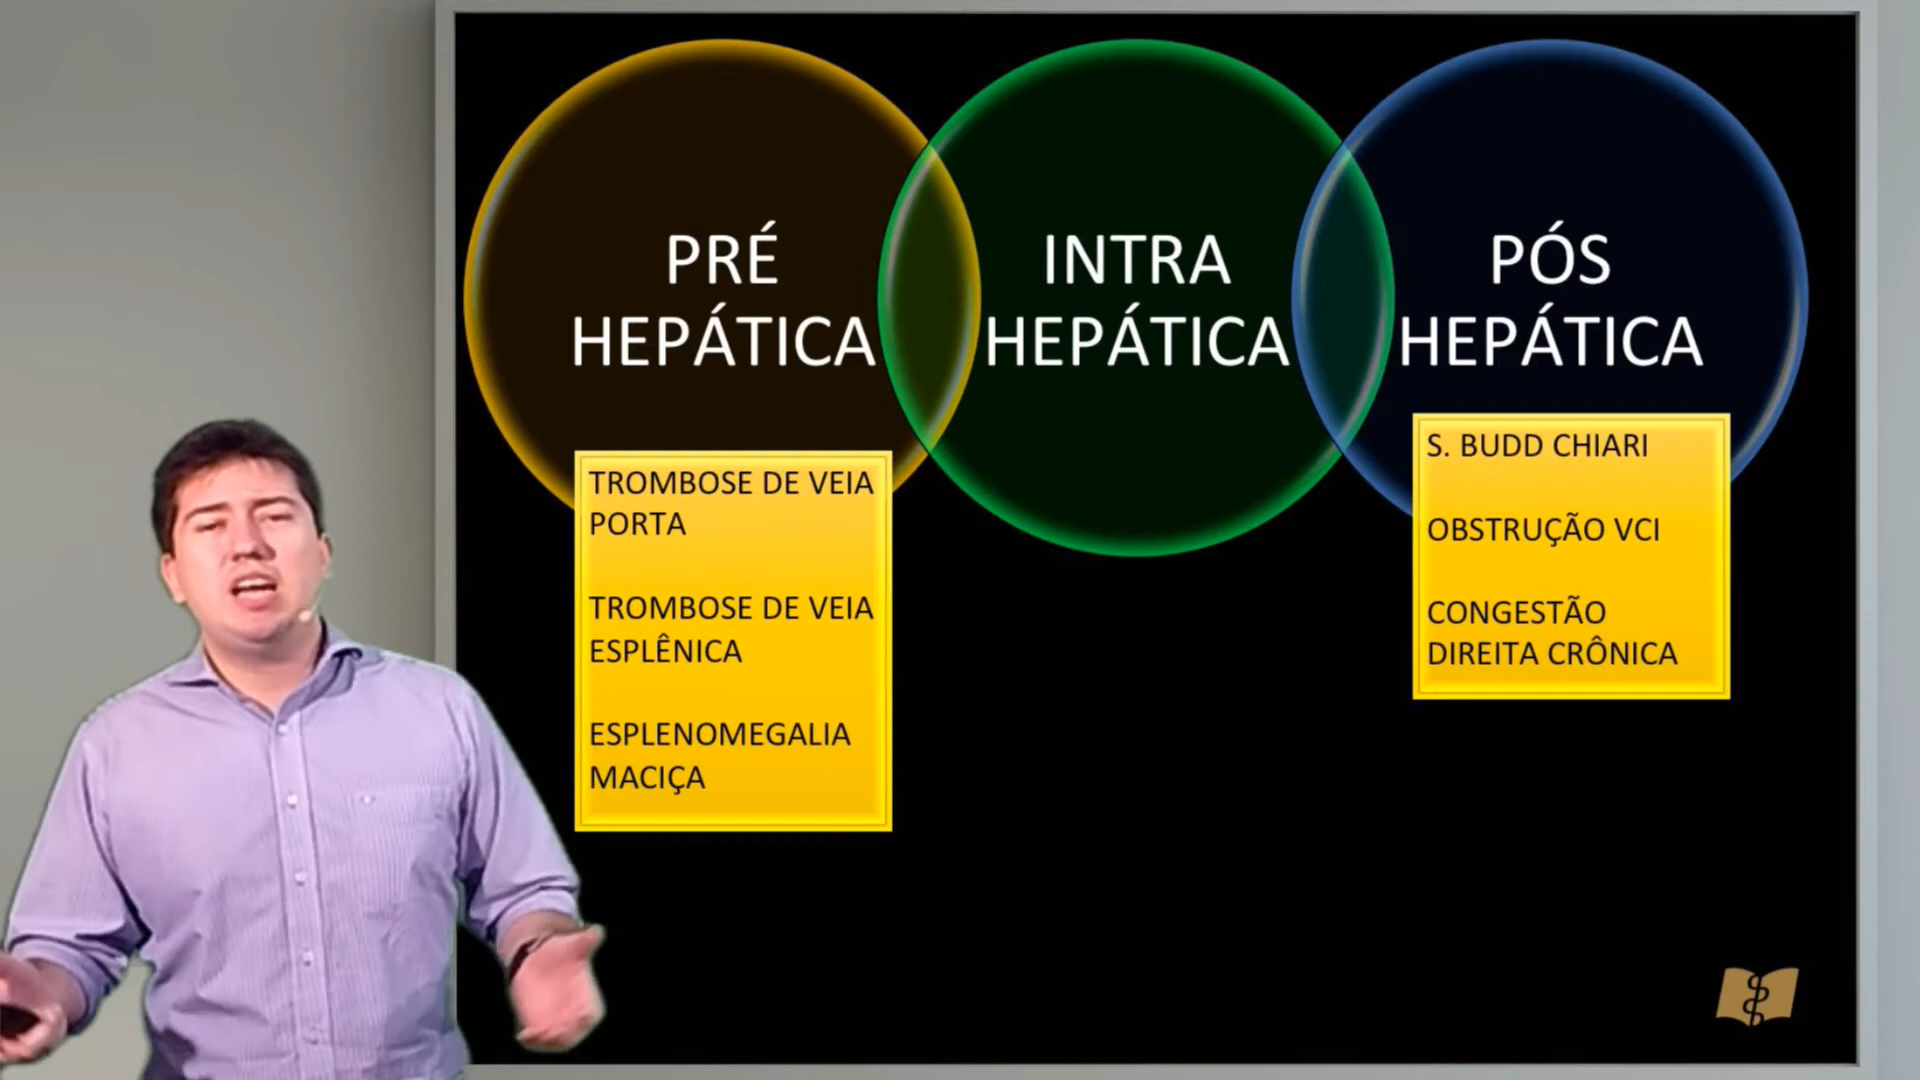 PRÉ
HEPÁTICA
INTRA
HEPÁTICA
PÓS
HEPÁTICA
TROMBOSE DE VEIA
PORTA
TROMBOSE DE VEIA
ESPLÊNICA
ESPLENOMEGALIA
MACIÇA
S. BUDD CHIARI
OBSTRUÇÃO VCI
CONGESTÃO
DIREITA CRÔNICA